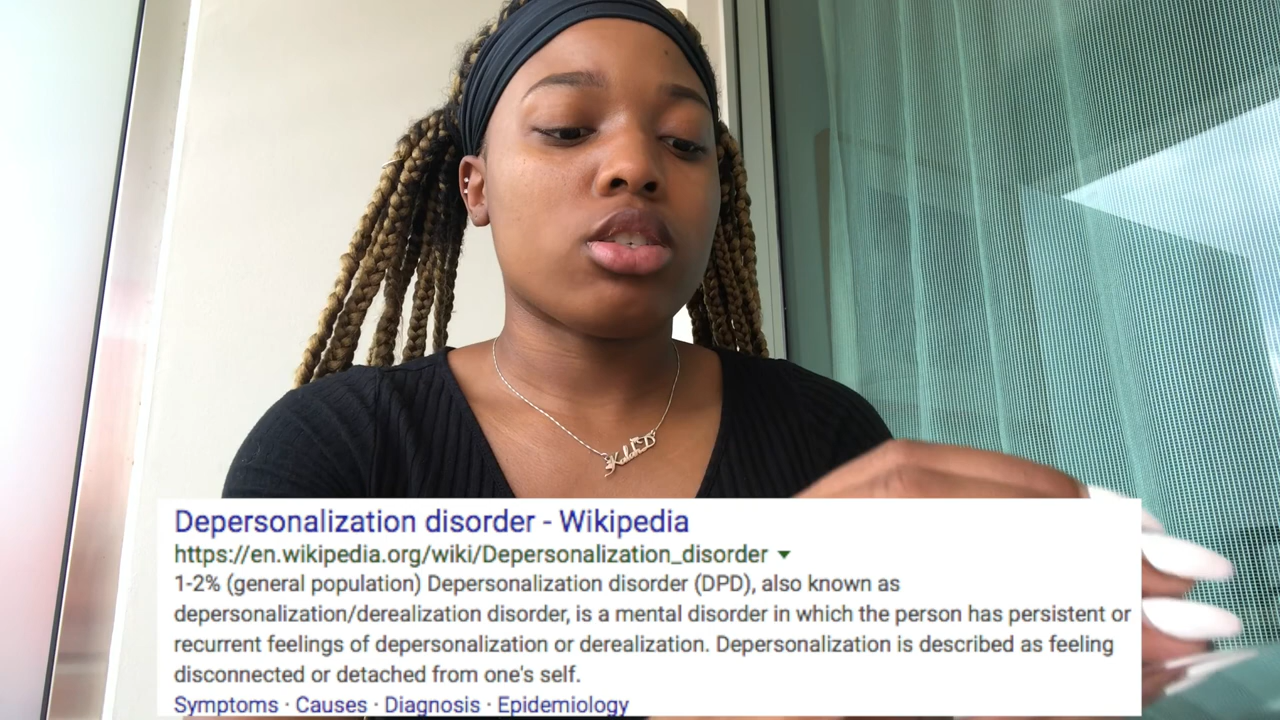 Depersonalization disorder - Wikipedia
https://en.wikipedia.org/wiki/Depersonalization_disorder
1-2% (general population) Depersonalization disorder (DPD), also known as
depersonalization/derealization disorder, is a mental disorder in which the person has persistent or
recurrent feelings of depersonalization or derealization. Depersonalization is described as feeling
disconnected or detached from one's self.
Symptoms · Causes · Diagnosis · Epidemiology